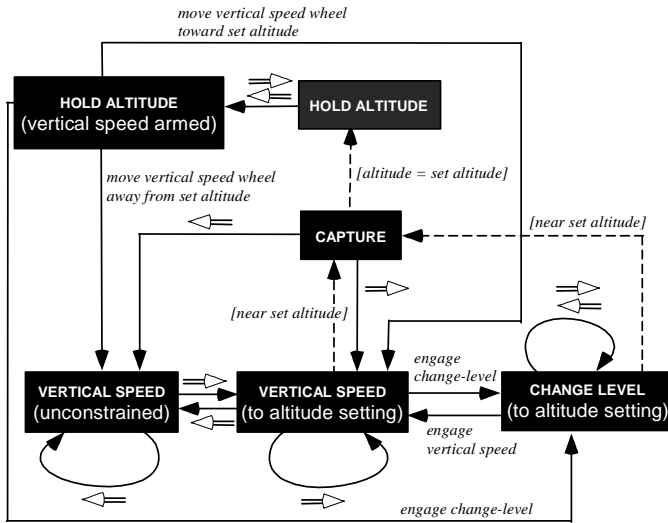 move vertical speed wheel
toward set altitude
HOLD ALTITUDE
(vertical speed armed)
HOLD ALTITUDE
move vertical speed wheel
away from set altitude
[altitude = set altitude]
CAPTURE
[near set altitude]
[near set altitude]
engage
change-level
VERTICAL SPEED
(unconstrained)
VERTICAL SPEED
(to altitude setting)
CHANGE LEVEL
(to altitude setting)
engage
vertical speed
engage change-level